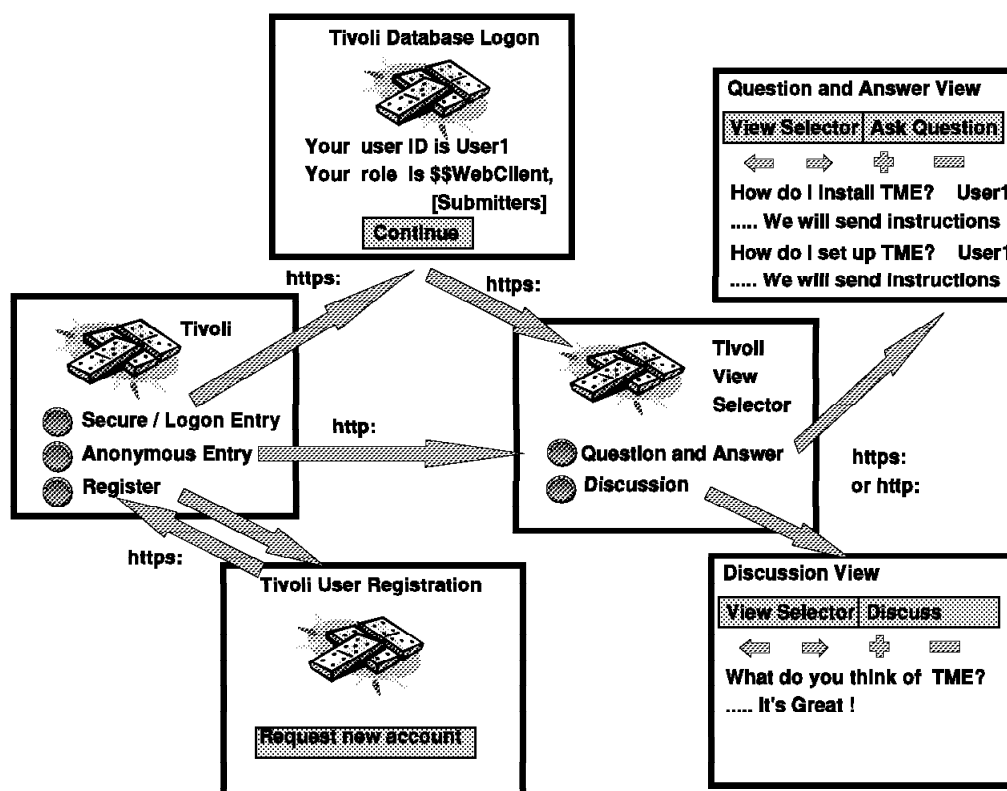 Tivoli Database Logon
Your user ID is User1
Your role is $$WebClient,
[Submitters]
Continue
Question and Answer View
View Selector Ask Question
How do I install TME? User1
..... We will send instructions
How do I set up TME? User1
..... We will send instructions
https:
https:
Tivoli
Secure / Logon Entry
Anonymous Entry
Register
http:
Tivoli
View
Selector
Question and Answer
Discussion
https:
or http:
https:
Tivoli User Registration
Request new account
Discussion View
View Selector Discuss
What do you think of TME?
..... It's Great !